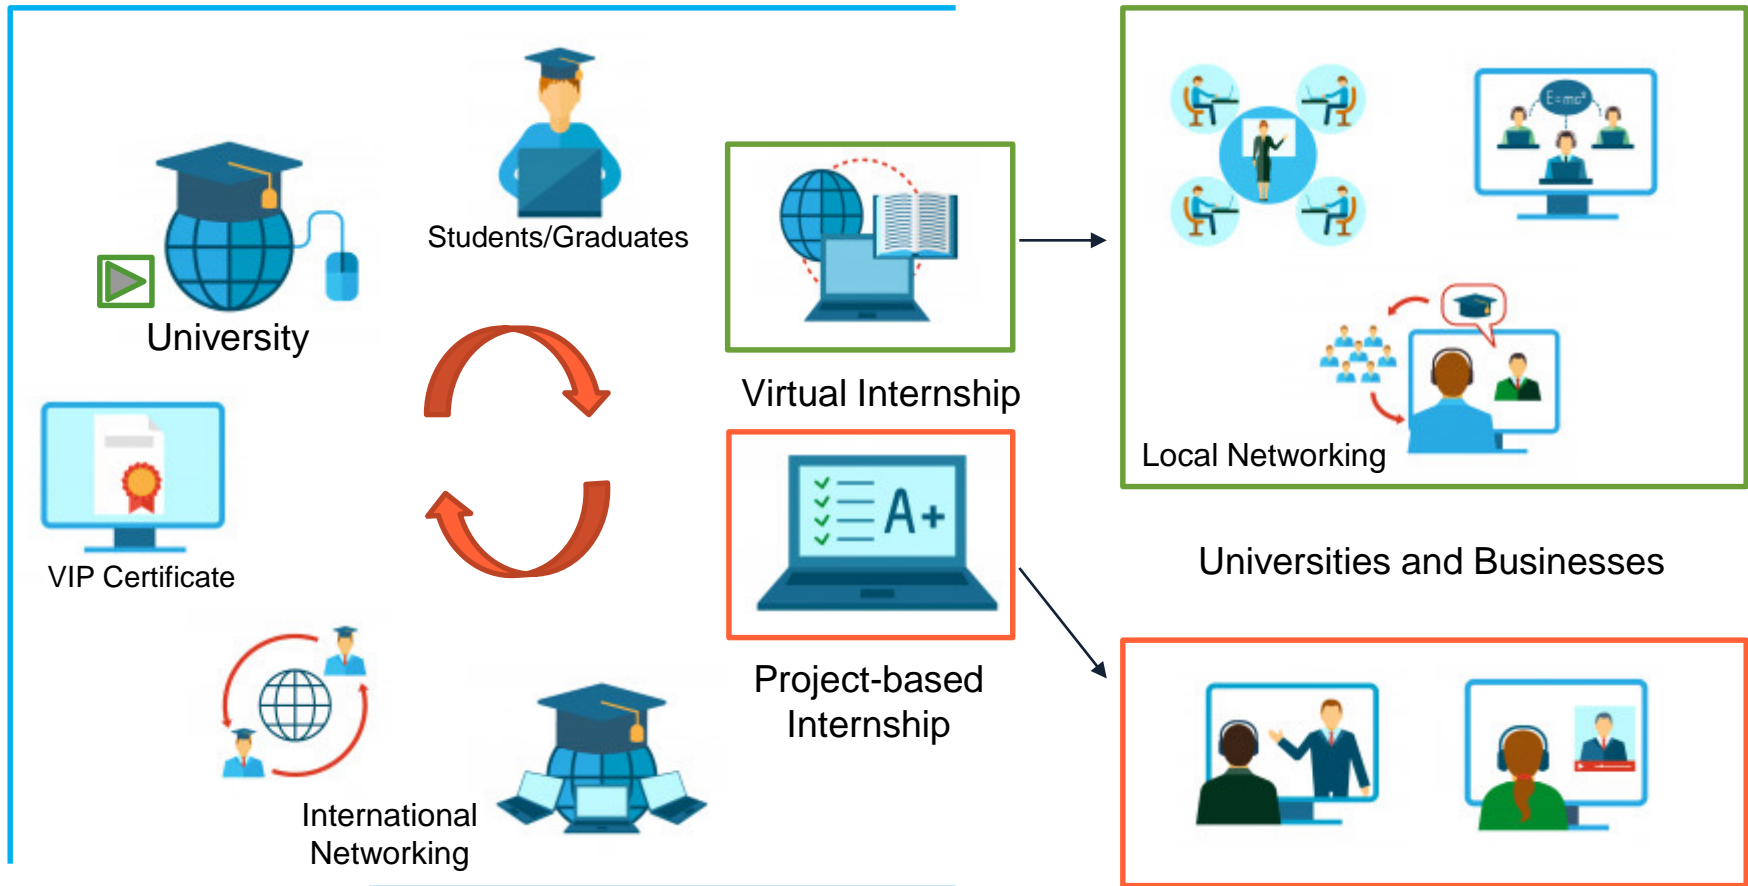 Students/Graduates
University
E=mc²
Virtual Internship
Local Networking
A+
VIP Certificate
Universities and Businesses
Project-based
Internship
International
Networking